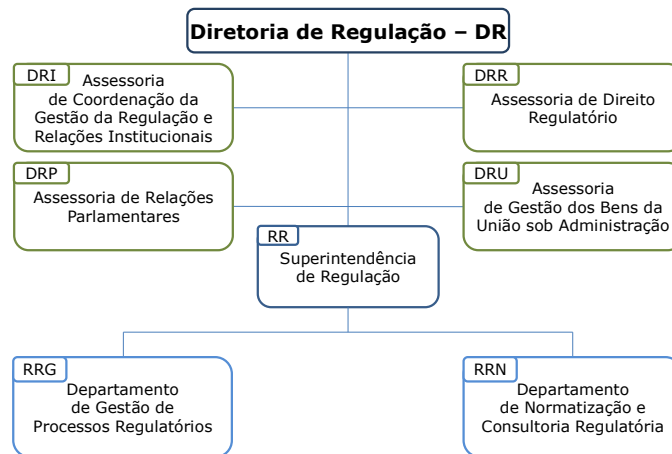 Diretoria de Regulação – DR
DRI
Assessoria
de Coordenação da
Gestão da Regulação e
Relações Institucionais
DRR
Assessoria de Direito
Regulatório
DRP
Assessoria de Relações
Parlamentares
DRU
Assessoria
de Gestão dos Bens da
União sob Administração
RR
Superintendência
de Regulação
RRG
Departamento
de Gestão de
Processos Regulatórios
RRN
Departamento
de Normatização e
Consultoria Regulatória